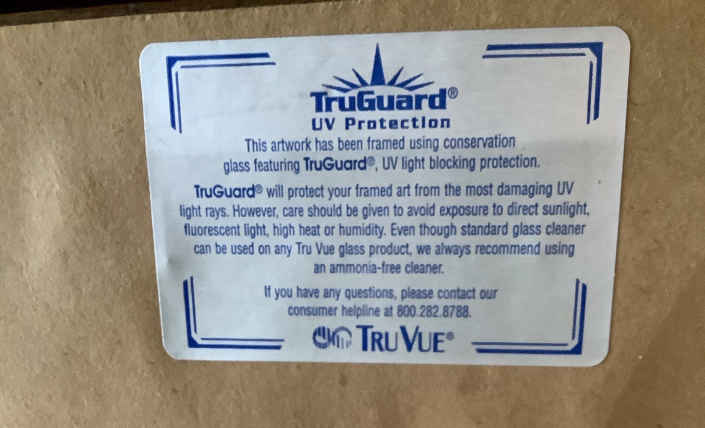 TruGuard®
UV Protection
This artwork has been framed using conservation
glass featuring TruGuard®, UV light blocking protection.
TruGuard® will protect your framed art from the most damaging UV
light rays. However, care should be given to avoid exposure to direct sunlight,
fluorescent light, high heat or humidity. Even though standard glass cleaner
can be used on any Tru Vue glass product, we always recommend using
an ammonia-free cleaner.
If you have any questions, please contact our
consumer helpline at 800.282.8788.
TRU VUE®